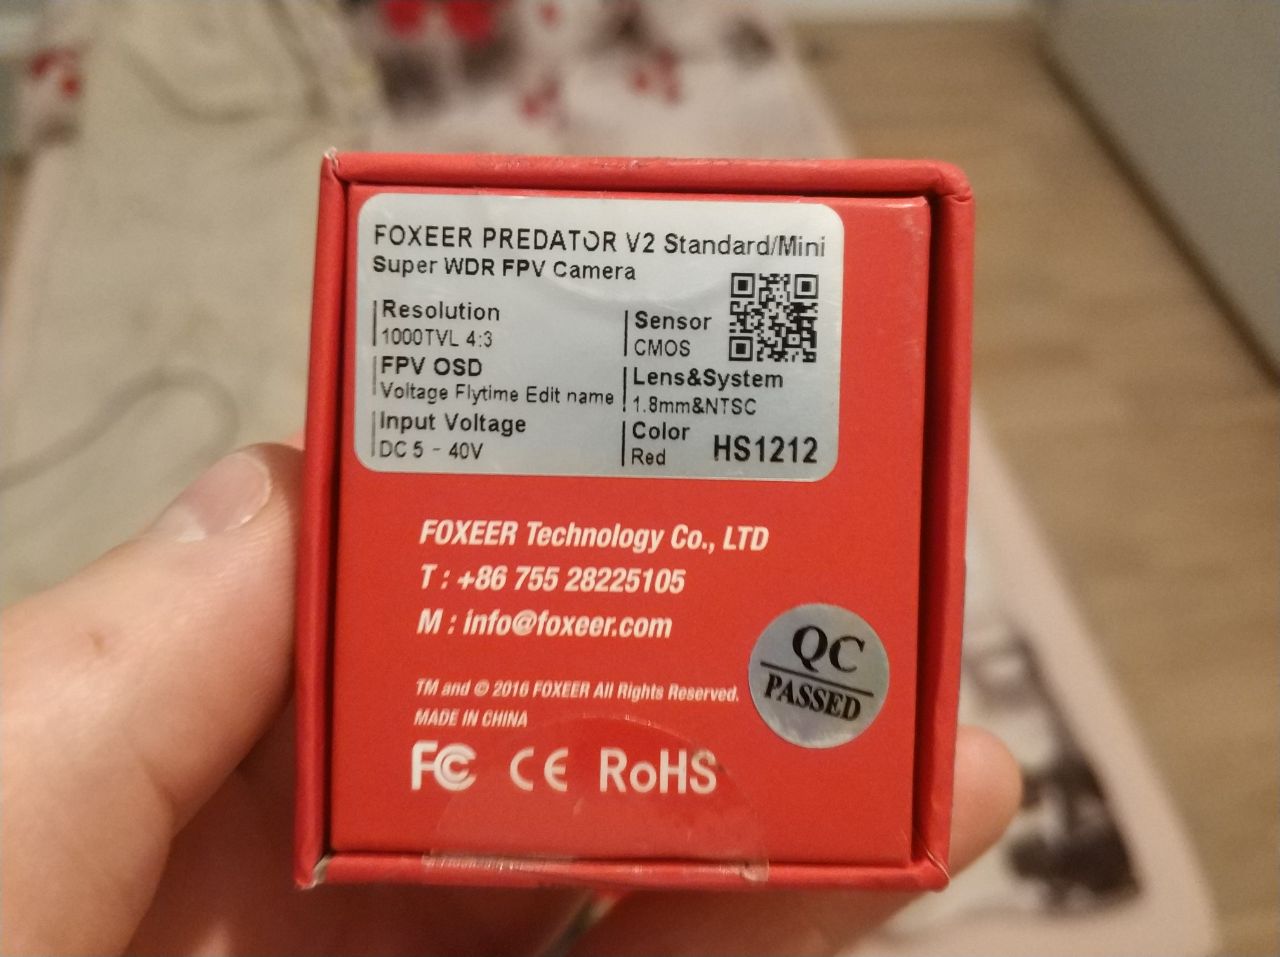 FOXEER PREDATOR V2 Standard/Mini
Super WDR FPV Camera
Resolution
1000TVL 4:3
FPV OSD
Voltage Flytime Edit name
Input Voltage
DC 5 - 40V
Sensor
CMOS
Lens&System
1.8mm&NTSC
Color
Red
HS1212
FOXEER Technology Co., LTD
T : +86 755 28225105
M : info@foxeer.com
TM and © 2016 FOXEER All Rights Reserved.
MADE IN CHINA
FC CE RoHS
QC
PASSED